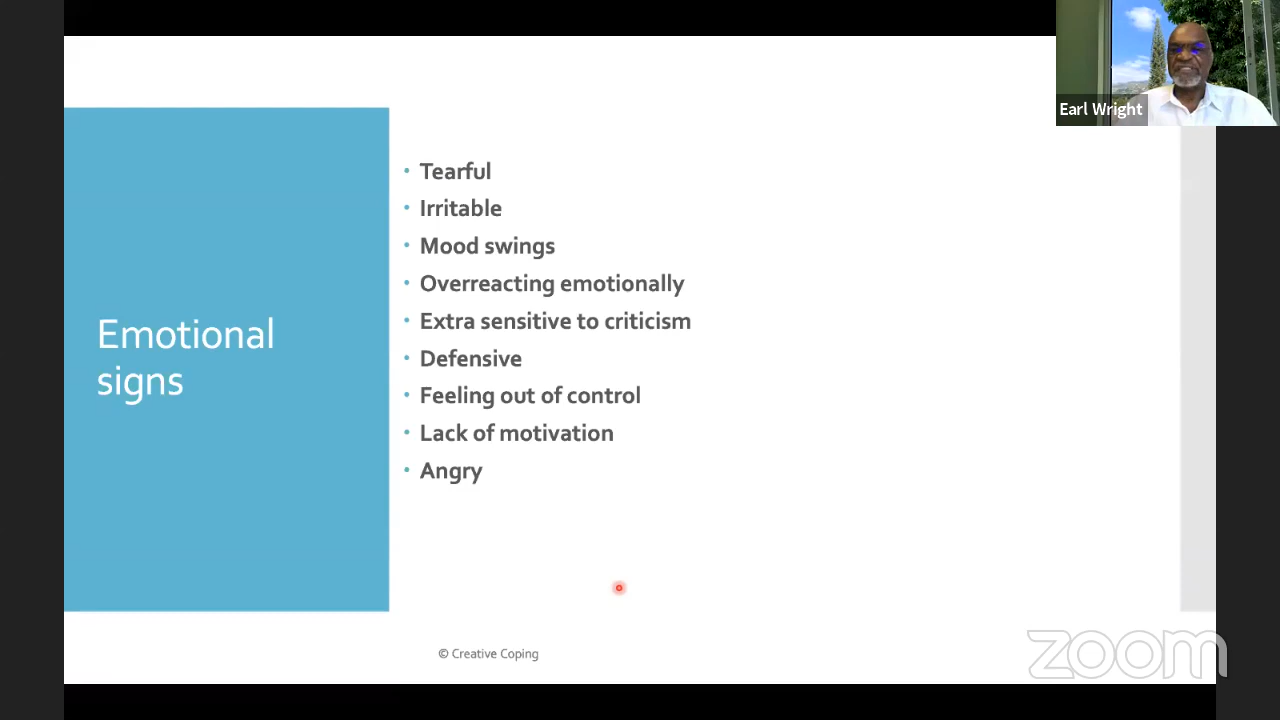 Earl Wright
Emotional
signs
• Tearful
• Irritable
• Mood swings
• Overreacting emotionally
• Extra sensitive to criticism
• Defensive
• Feeling out of control
• Lack of motivation
• Angry
© Creative Coping
zoom